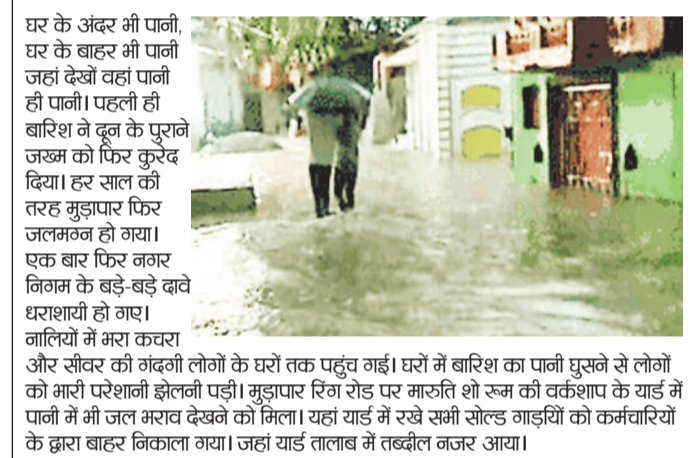 घर के अंदर भी पानी,
घर के बाहर भी पानी
जहां देखों वहां पानी
ही पानी। पहली ही
बारिश ने दून के पुराने
जख्म को फिर कुरेद
दिया। हर साल की
तरह मुड़ापार फिर
जलमग्न हो गया।
एक बार फिर नगर
निगम के बड़े-बड़े दावे
धराशायी हो गए।
नालियों में भरा कचरा
और सीवर की गंदगी लोगों के घरों तक पहुंच गई। घरों में बारिश का पानी घुसने से लोगों
को भारी परेशानी झेलनी पड़ी। मुड़ापार रिंग रोड पर मारुति शो रूम की वर्कशाप के यार्ड में
पानी में भी जल भराव देखने को मिला। यहां यार्ड में रखे सभी सोल्ड गाड़यिों को कर्मचारियों
के द्वारा बाहर निकाला गया। जहां यार्ड तालाब में तब्दील नजर आया।